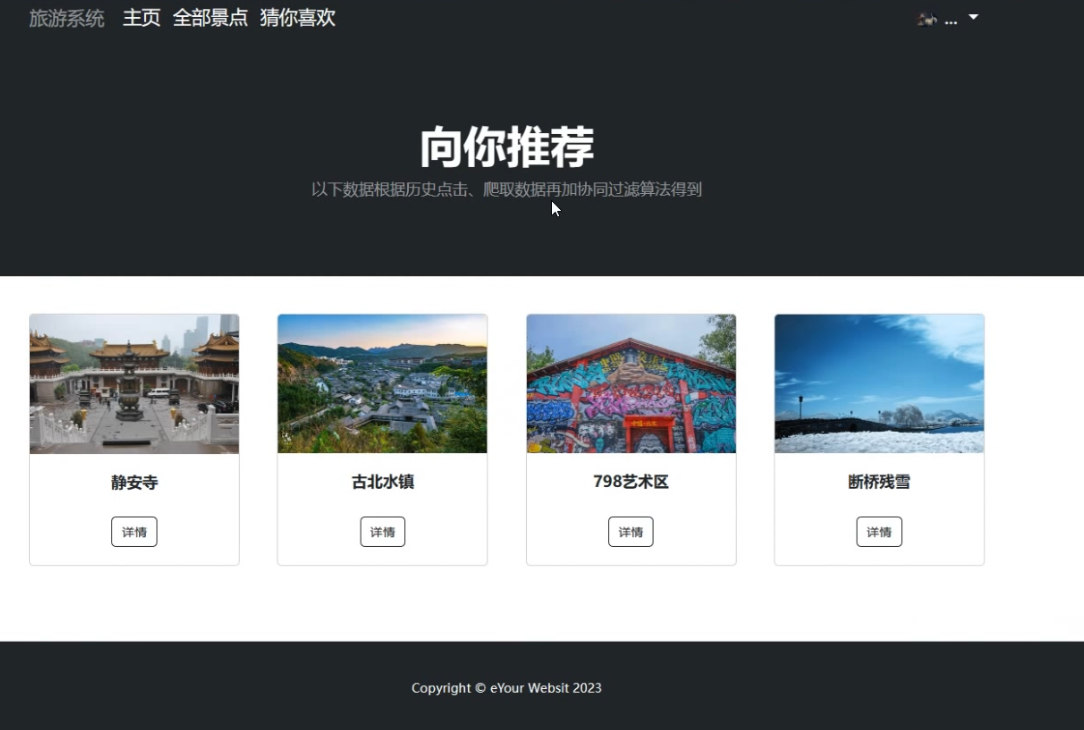 旅游系统 主页 全部景点 猜你喜欢 ...
向你推荐
以下数据根据历史点击、爬取数据再加协同过滤算法得到
静安寺 古北水镇 798艺术区 断桥残雪
详情 详情 详情 详情
Copyright © eYour Websit 2023